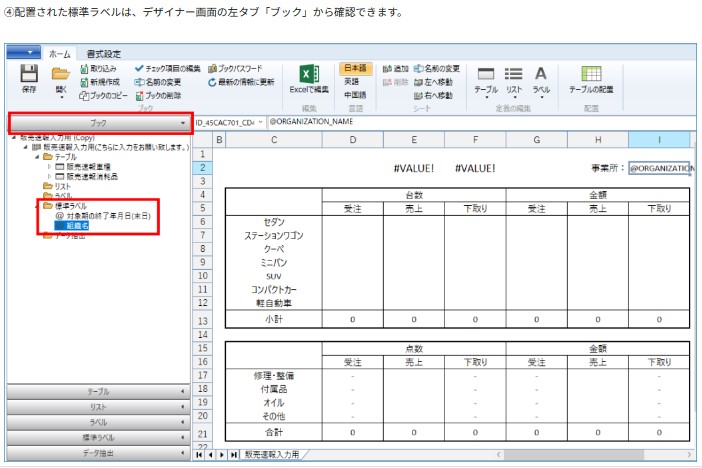 ④配置された標準ラベルは、デザイナー画面の左タブ「ブック」から確認できます。
ホーム 書式設定
保存 開く 取り込み チェック項目の編集 ブックパスワード
新規作成 名前の変更 最新の情報に更新
ブックのコピー ブックの削除
ブック
Excelで編集
編集
日本語
英語
中国語
言語
追加 名前の変更
削除 左へ移動
右へ移動
シート
テーブル リスト ラベル
定義の編集
テーブルの配置
配置
ブック
@ORGANIZATION_NAME
販売速報入力用 (Copy)
販売速報入力用(こちらに入力をお願い致します。)
テーブル
販売速報車種
販売速報消耗品
リスト
ラベル
標準ラベル
@ 対象期の終了年月日(末日)
組織名
データ抽出
テーブル
リスト
ラベル
標準ラベル
データ抽出
B C D E F G H I
1
2 #VALUE! #VALUE! 事業所： @ORGANIZATION
3
4 台数 金額
5 受注 売上 下取り 受注 売上 下取り
6 セダン
7 ステーションワゴン
8 クーペ
9 ミニバン
10 SUV
11 コンパクトカー
12 軽自動車
13 小計 0 0 0 0 0 0
14
15 点数 金額
16 受注 売上 下取り 受注 売上 下取り
17 修理・整備 - - - - - -
18 付属品 - - - - - -
19 オイル - - - - - -
20 その他 - - - - - -
21 合計 0 0 0 0 0 0
22
販売速報入力用